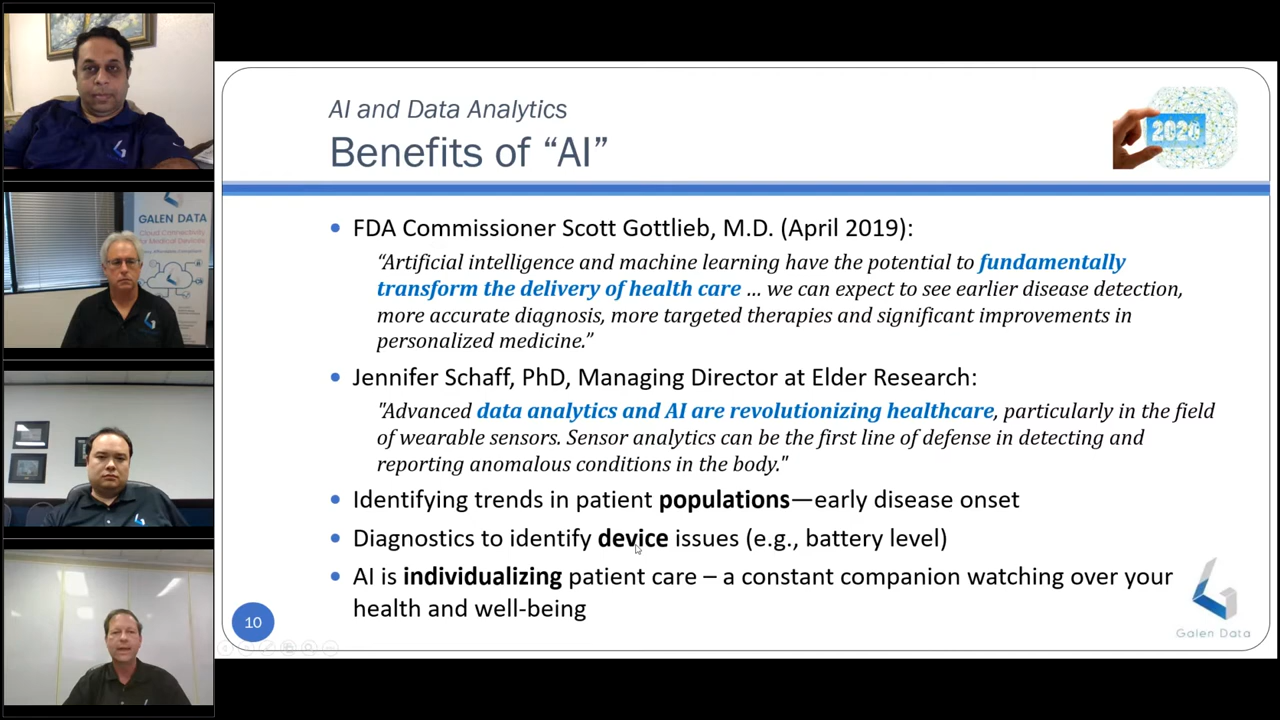 GALEN DATA
Cloud Connectivity
for Medical Devices
AI and Data Analytics
Benefits of “AI”
2020
• FDA Commissioner Scott Gottlieb, M.D. (April 2019):
“Artificial intelligence and machine learning have the potential to fundamentally
transform the delivery of health care ... we can expect to see earlier disease detection,
more accurate diagnosis, more targeted therapies and significant improvements in
personalized medicine.”
• Jennifer Schaff, PhD, Managing Director at Elder Research:
"Advanced data analytics and AI are revolutionizing healthcare, particularly in the field
of wearable sensors. Sensor analytics can be the first line of defense in detecting and
reporting anomalous conditions in the body."
• Identifying trends in patient populations—early disease onset
• Diagnostics to identify device issues (e.g., battery level)
• AI is individualizing patient care – a constant companion watching over your
health and well-being
10
Galen Data